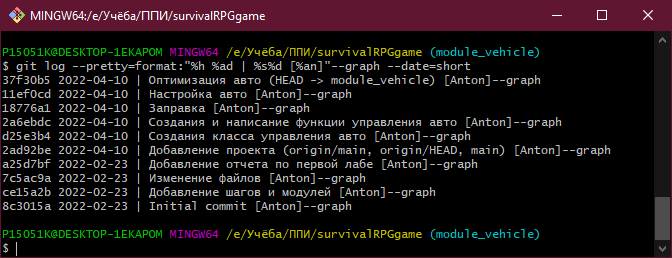 MINGW64:/e/Учёба/ППИ/survivalRPGgame
P15051K@DESKTOP-1EKAPOM MINGW64 /e/Учёба/ППИ/survivalRPGgame (module_vehicle)
$ git log --pretty=format:"%h %ad | %s%d [%an]"--graph --date=short
37f30b5 2022-04-10 | Оптимизация авто (HEAD -> module_vehicle) [Anton]--graph
11ef0cd 2022-04-10 | Настройка авто [Anton]--graph
18776a1 2022-04-10 | Заправка [Anton]--graph
2a6ebdc 2022-04-10 | Создания и написание функции управления авто [Anton]--graph
d25e3b4 2022-04-10 | Создания класса управления авто [Anton]--graph
2ad92be 2022-04-10 | Добавление проекта (origin/main, origin/HEAD, main) [Anton]--graph
a25d7bf 2022-02-23 | Добавление отчета по первой лабе [Anton]--graph
7c5ac9a 2022-02-23 | Изменение файлов [Anton]--graph
ce15a2b 2022-02-23 | Добавление шагов и модулей [Anton]--graph
8c3015a 2022-02-23 | Initial commit [Anton]--graph
P15051K@DESKTOP-1EKAPOM MINGW64 /e/Учёба/ППИ/survivalRPGgame (module_vehicle)
$